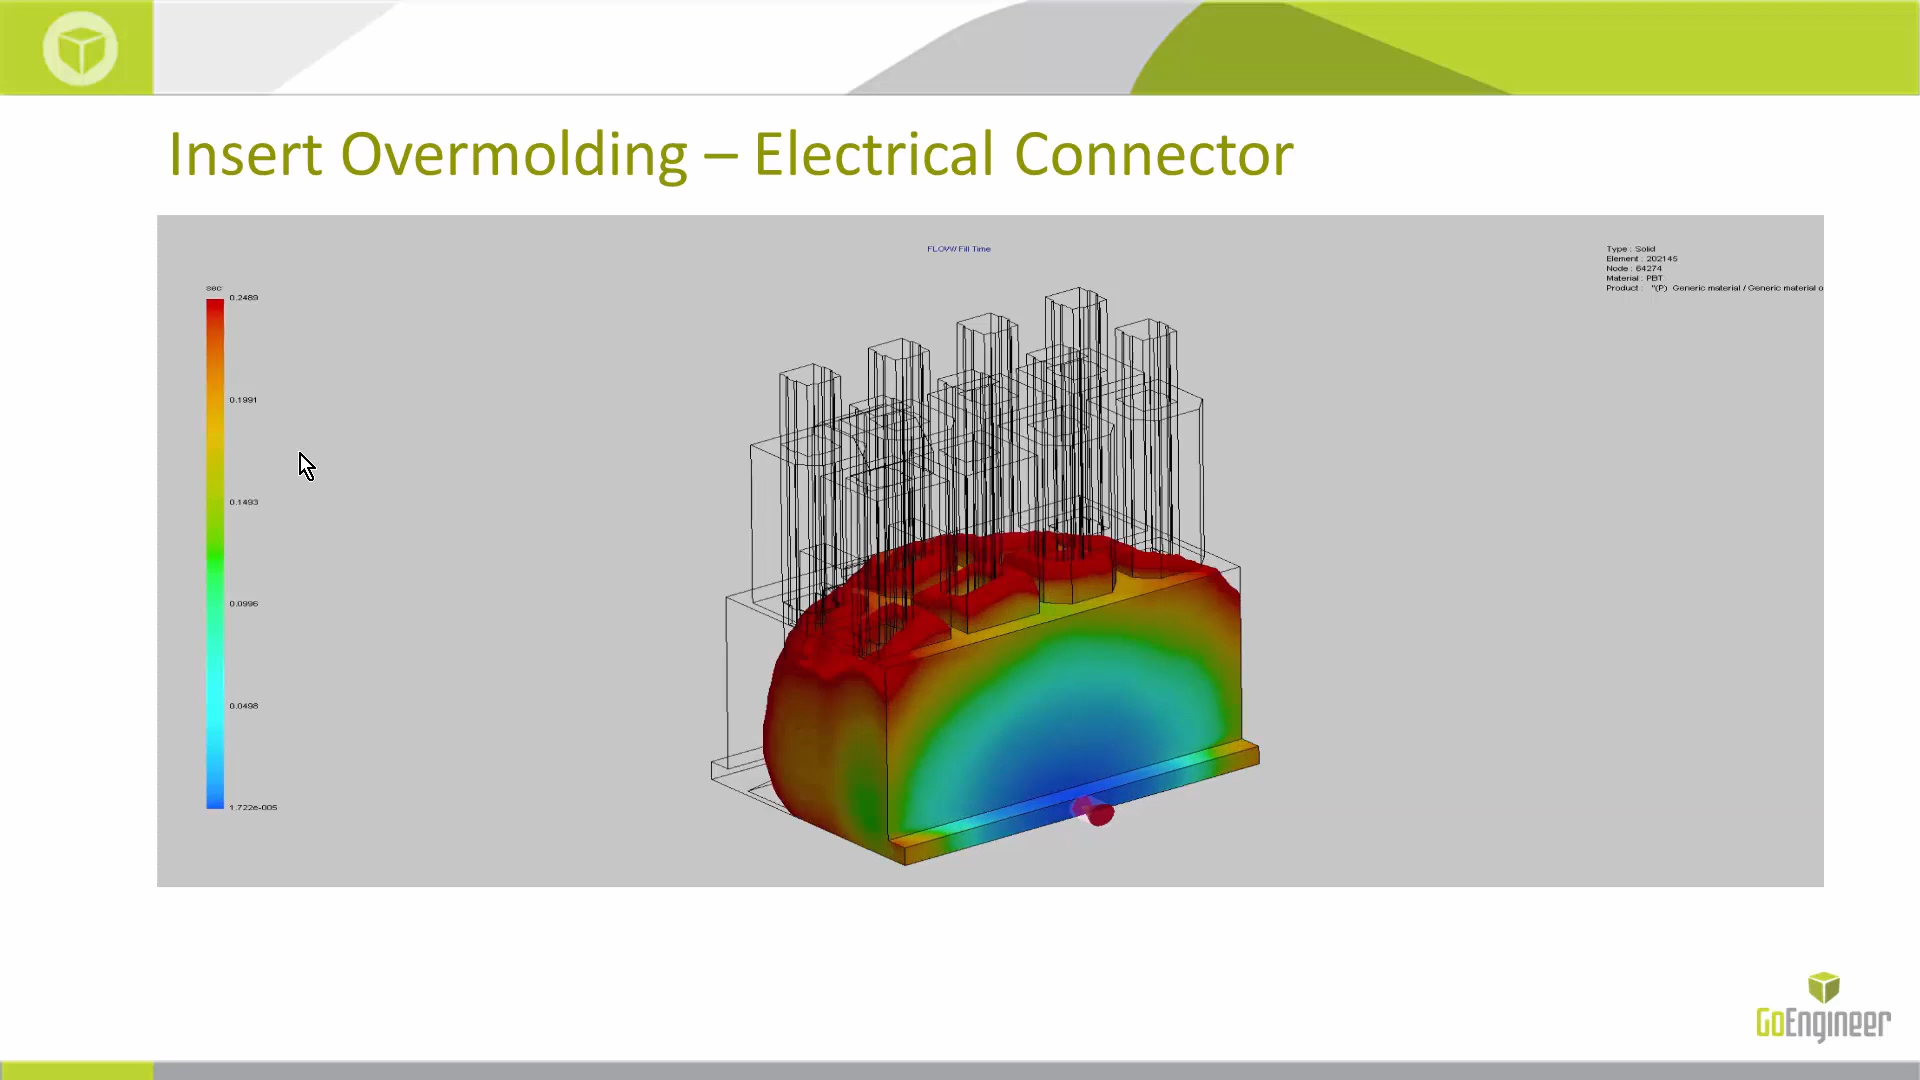 Insert Overmolding – Electrical Connector
FLOW/ Fill Time
Type : Solid
Element : 202145
Node : 64274
Material : PBT
Product : "(P) Generic material / Generic material o
sec
0.2489
0.1991
0.1493
0.0996
0.0498
1.722e-005
GoEngineer